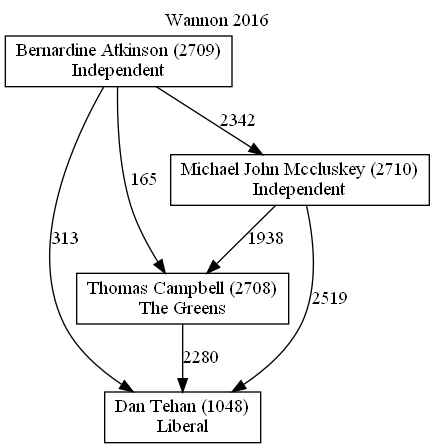 Wannon 2016
Bernardine Atkinson (2709)
Independent
2342
Michael John Mccluskey (2710)
Independent
165
313
1938
2519
Thomas Campbell (2708)
The Greens
2280
Dan Tehan (1048)
Liberal